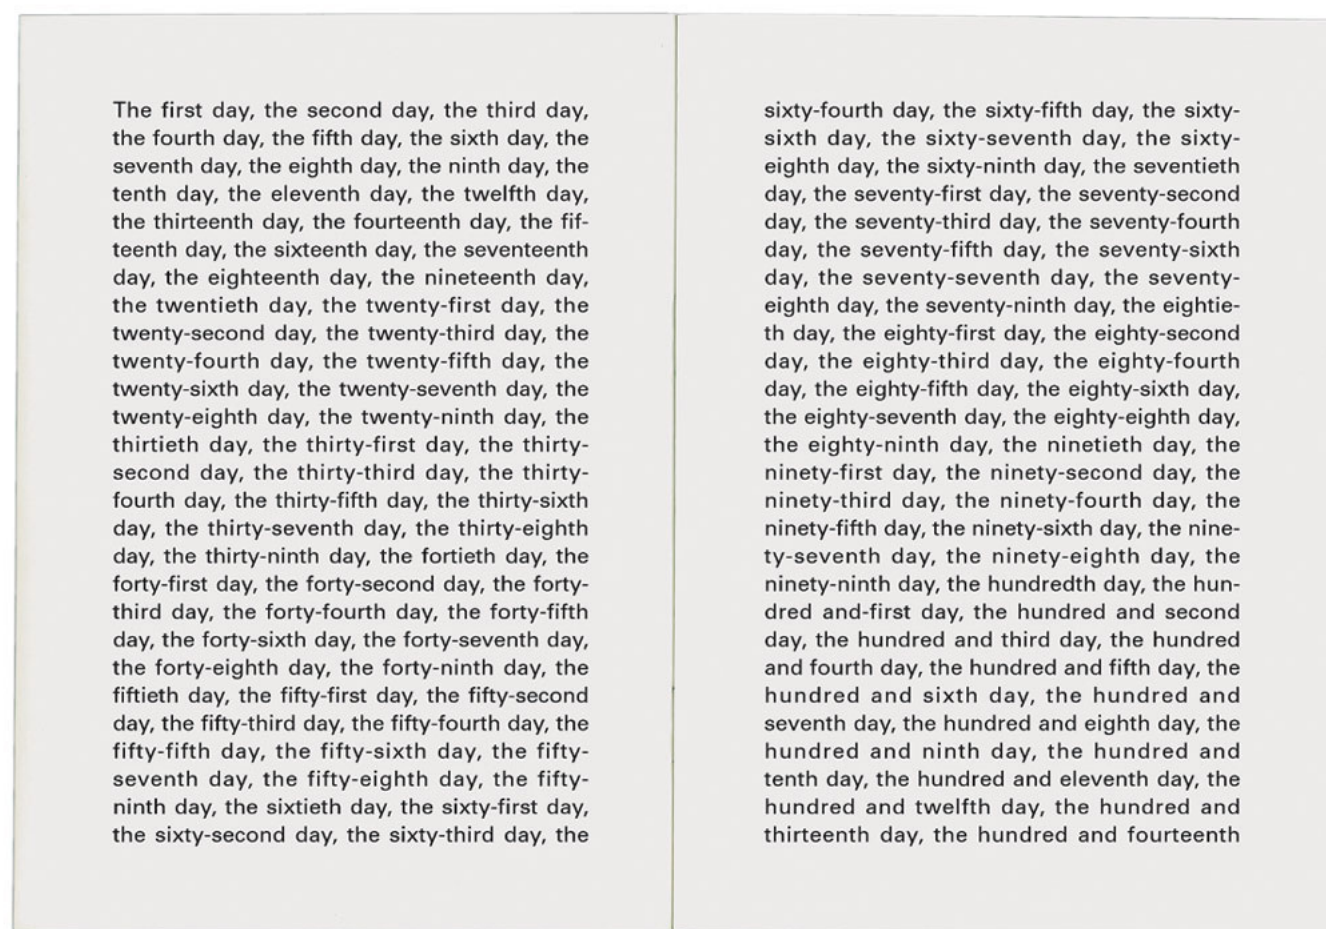 The first day, the second day, the third day,
the fourth day, the fifth day, the sixth day, the
seventh day, the eighth day, the ninth day, the
tenth day, the eleventh day, the twelfth day,
the thirteenth day, the fourteenth day, the fif-
teenth day, the sixteenth day, the seventeenth
day, the eighteenth day, the nineteenth day,
the twentieth day, the twenty-first day, the
twenty-second day, the twenty-third day, the
twenty-fourth day, the twenty-fifth day, the
twenty-sixth day, the twenty-seventh day, the
twenty-eighth day, the twenty-ninth day, the
thirtieth day, the thirty-first day, the thirty-
second day, the thirty-third day, the thirty-
fourth day, the thirty-fifth day, the thirty-sixth
day, the thirty-seventh day, the thirty-eighth
day, the thirty-ninth day, the fortieth day, the
forty-first day, the forty-second day, the forty-
third day, the forty-fourth day, the forty-fifth
day, the forty-sixth day, the forty-seventh day,
the forty-eighth day, the forty-ninth day, the
fiftieth day, the fifty-first day, the fifty-second
day, the fifty-third day, the fifty-fourth day, the
fifty-fifth day, the fifty-sixth day, the fifty-
seventh day, the fifty-eighth day, the fifty-
ninth day, the sixtieth day, the sixty-first day,
the sixty-second day, the sixty-third day, the
sixty-fourth day, the sixty-fifth day, the sixty-
sixth day, the sixty-seventh day, the sixty-
eighth day, the sixty-ninth day, the seventieth
day, the seventy-first day, the seventy-second
day, the seventy-third day, the seventy-fourth
day, the seventy-fifth day, the seventy-sixth
day, the seventy-seventh day, the seventy-
eighth day, the seventy-ninth day, the eightie-
th day, the eighty-first day, the eighty-second
day, the eighty-third day, the eighty-fourth
day, the eighty-fifth day, the eighty-sixth day,
the eighty-seventh day, the eighty-eighth day,
the eighty-ninth day, the ninetieth day, the
ninety-first day, the ninety-second day, the
ninety-third day, the ninety-fourth day, the
ninety-fifth day, the ninety-sixth day, the nine-
ty-seventh day, the ninety-eighth day, the
ninety-ninth day, the hundredth day, the hun-
dred and-first day, the hundred and second
day, the hundred and third day, the hundred
and fourth day, the hundred and fifth day, the
hundred and sixth day, the hundred and
seventh day, the hundred and eighth day, the
hundred and ninth day, the hundred and
tenth day, the hundred and eleventh day, the
hundred and twelfth day, the hundred and
thirteenth day, the hundred and fourteenth